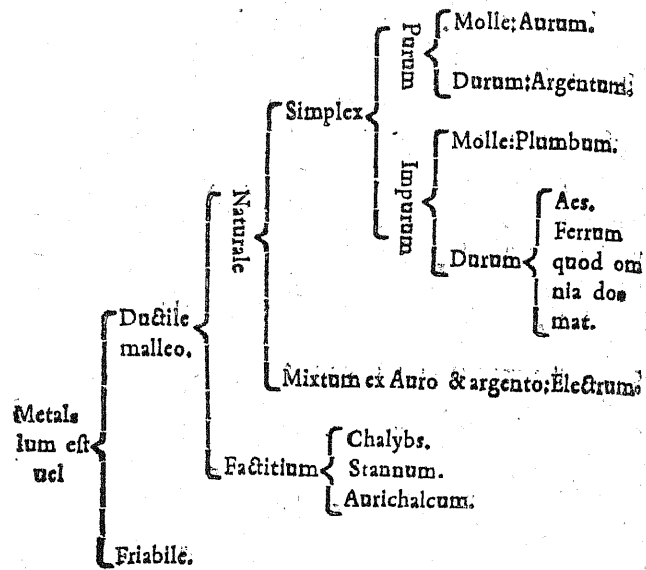 Purum
Molle: Aurum.
Durum: Argentum.
Simplex
Impurum
Molle: Plumbum.
Durum
Aes.
Ferrum
quod om
nia do-
mat.
Naturale
Mixtum ex Auro & argento: Electrum.
Ductile
malleo.
Factitium
Chalybs.
Stannum.
Aurichalcum.
Metal-
lum est
uel
Friabile.